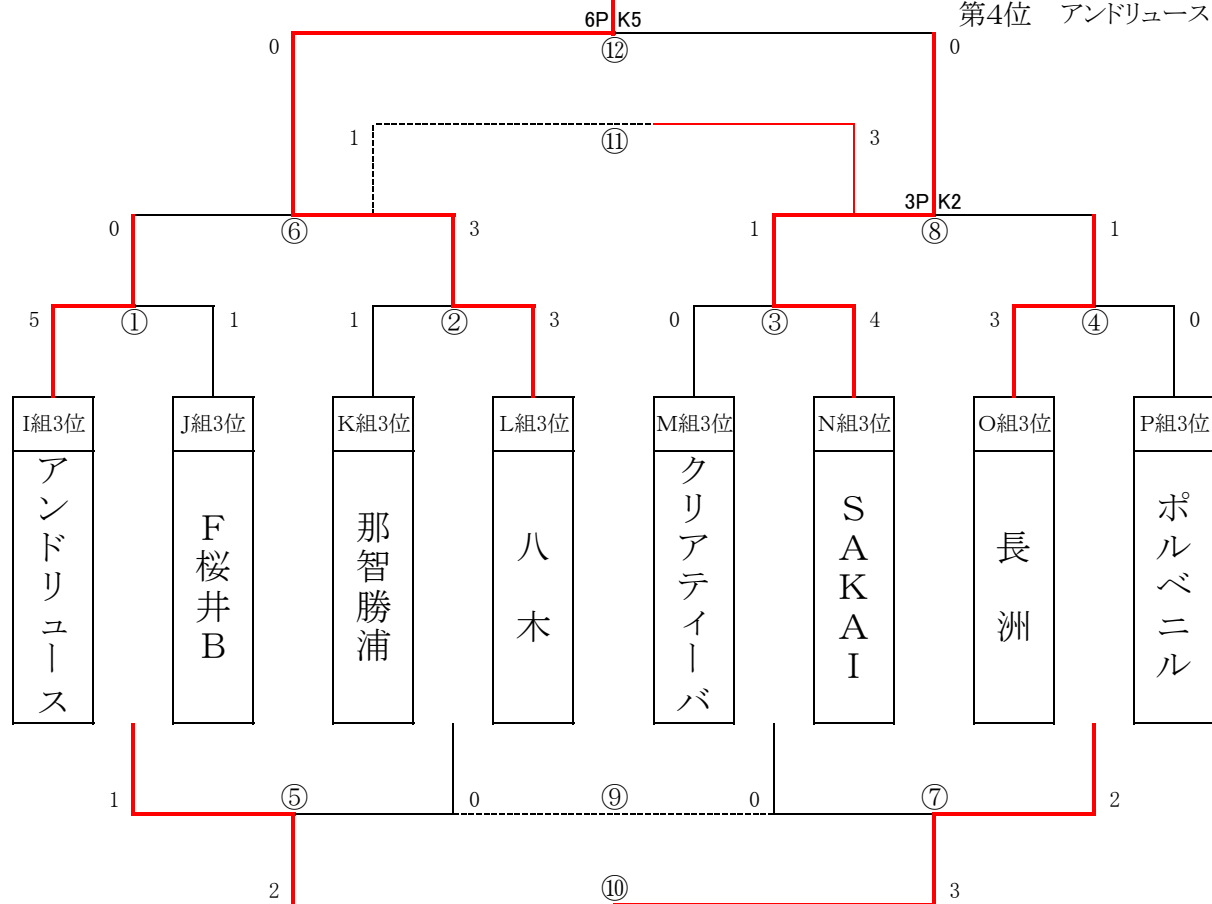 第4位 アンドリュース
6PK5
0 ⑫ 0
1 ⑪ 3
3PK2
0 ⑥ 3 1 ⑧ 1
5 ① 1 1 ② 3 0 ③ 4 3 ④ 0
I組3位 J組3位 K組3位 L組3位 M組3位 N組3位 O組3位 P組3位
アンドリュース
F桜井B
那智勝浦
八木
クリアティーバ
SAKAI
長洲
ポルベニル
1 ⑤ 0 ⑨ 0 ⑦ 2
2 ⑩ 3